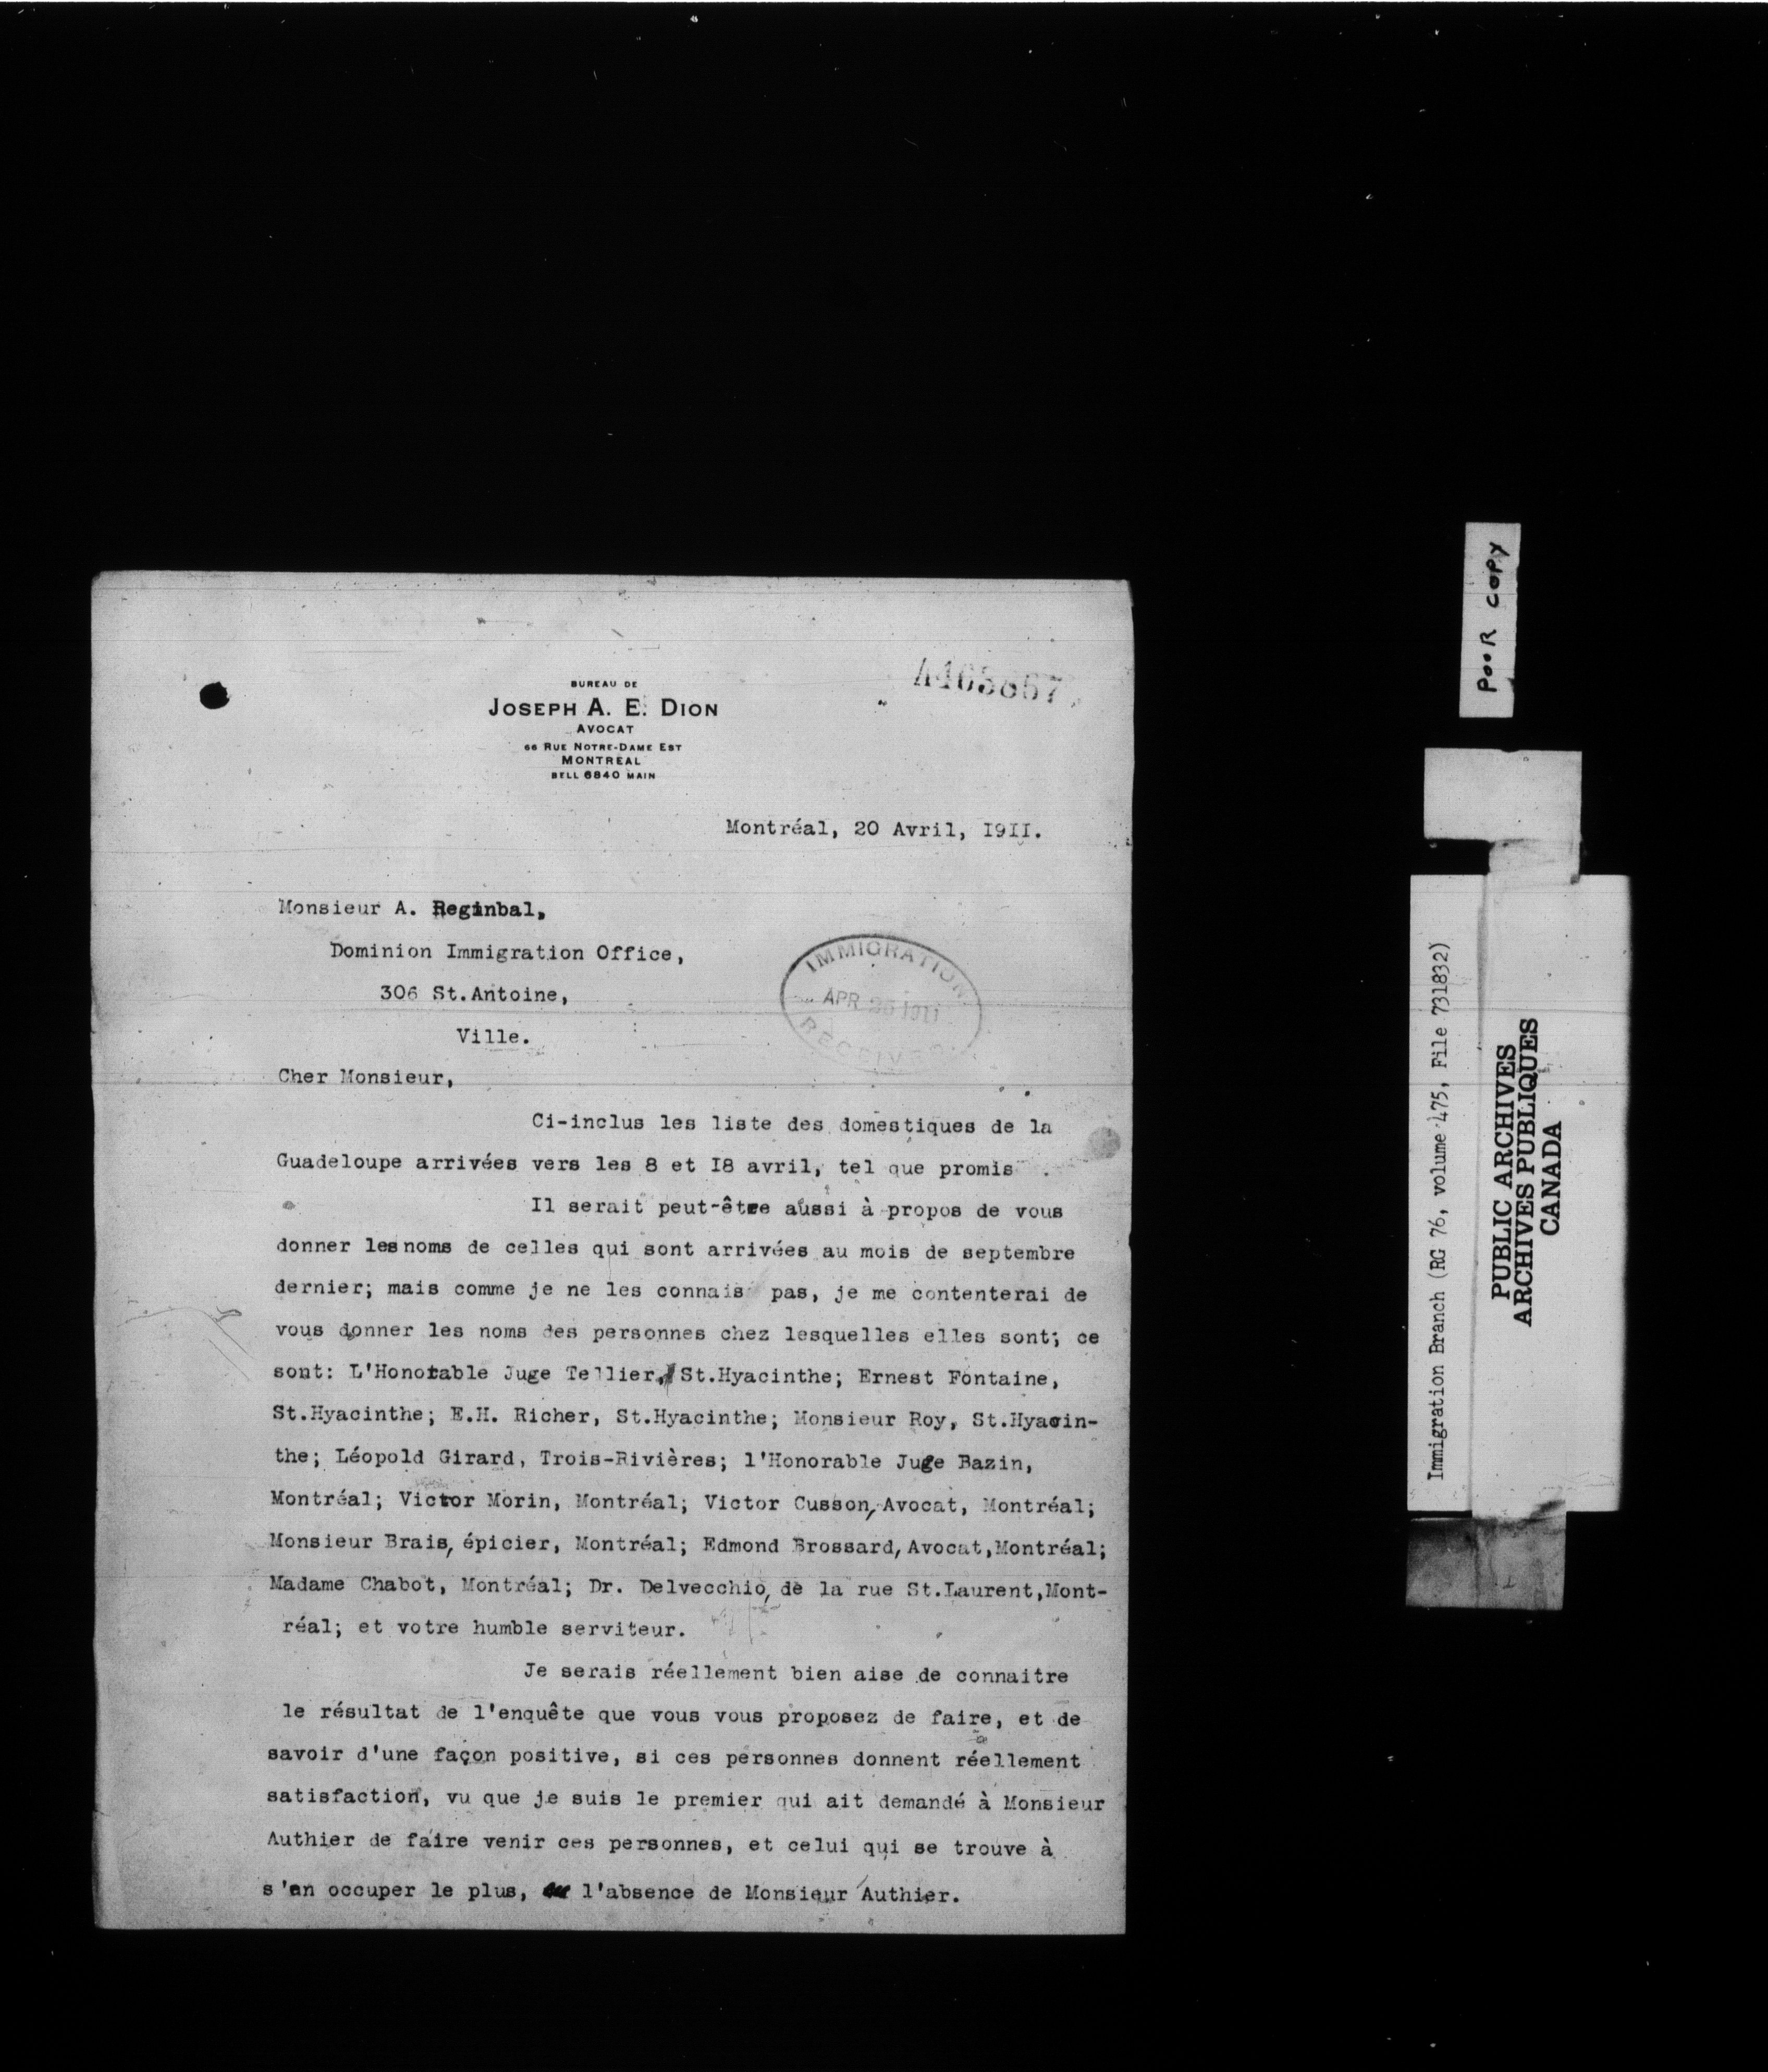 BUREAU DE
JOSEPH A. E. DION
AVOCAT
66 RUE NOTRE-DAME EST
MONTREAL
BELL 6840 MAIN
Montréal, 20 Avril, I9II.
Monsieur A. Reginbal,
Dominion Immigration Office,
306 St.Antoine,
Ville.
IMMIGRATION
APR 1911
RECEIVED
Cher Monsieur,
Ci-inclus les liste des domestiques de la
Guadeloupe arrivées vers les 8 et I8 avril, tel que promis .
Il serait peut-être aussi à propos de vous
donner les noms de celles qui sont arrivées au mois de septembre
dernier; mais comme je ne les connais pas, je me contenterai de
vous donner les noms des personnes chez lesquelles elles sont; ce
sont: L'Honorable Juge Tellier, St.Hyacinthe; Ernest Fontaine,
St.Hyacinthe; E.H. Richer, St.Hyacinthe; Monsieur Roy, St.Hyacin-
the; Léopold Girard, Trois-Rivières; l'Honorable Juge Bazin,
Montréal; Victor Morin, Montréal; Victor Cusson, Avocat, Montréal;
Monsieur Brais, épicier, Montréal; Edmond Brossard, Avocat,Montréal;
Madame Chabot, Montréal; Dr. Delvecchio, de la rue St.Laurent,Mont-
réal; et votre humble serviteur.
Je serais réellement bien aise de connaitre
le résultat de l'enquête que vous vous proposez de faire, et de
savoir d'une façon positive, si ces personnes donnent réellement
satisfaction, vu que je suis le premier qui ait demandé à Monsieur
Authier de faire venir ces personnes, et celui qui se trouve à
s'en occuper le plus, l'absence de Monsieur Authier.
POOR COPY
Immigration Branch (RG 76, volume 475, File 731832)
PUBLIC ARCHIVES
ARCHIVES PUBLIQUES
CANADA